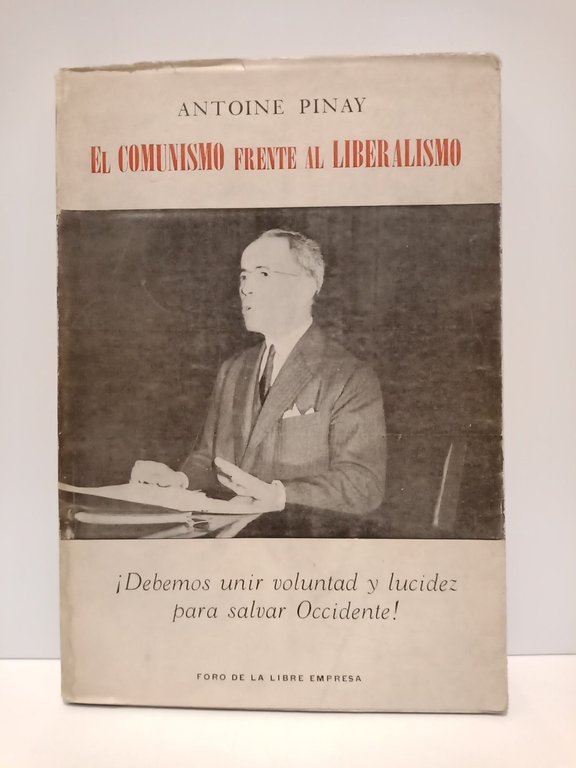 ANTOINE PINAY
EL COMUNISMO FRENTE AL LIBERALISMO
¡Debemos unir voluntad y lucidez
para salvar Occidente!
FORO DE LA LIBRE EMPRESA